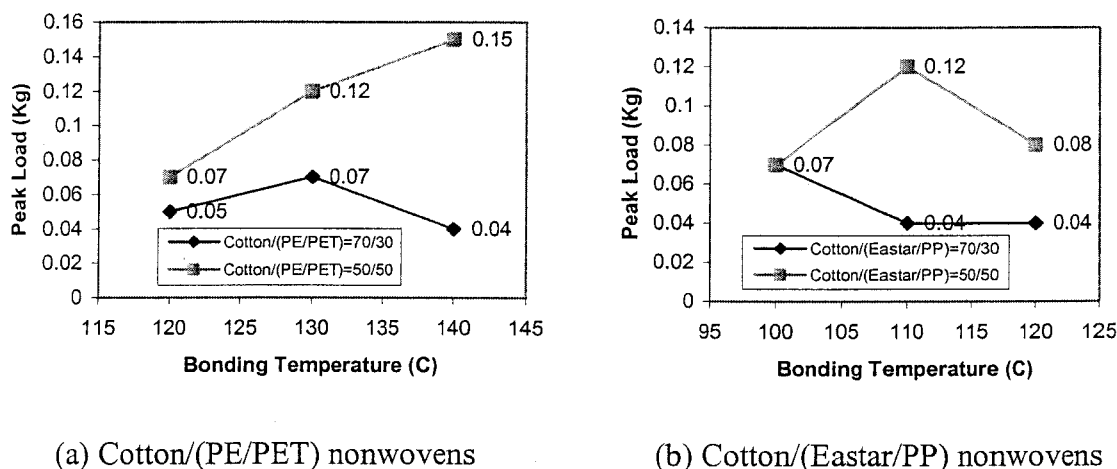 0.16
0.14
0.12
0.1
0.08
0.06
0.04
0.02
0
Peak Load (Kg)
0.15
0.12
0.07
0.07
0.05
0.04
Cotton/(PE/PET)=70/30
Cotton/(PE/PET)=50/50
115 120 125 130 135 140 145
Bonding Temperature (C)
(a) Cotton/(PE/PET) nonwovens
0.14
0.12
0.1
0.08
0.06
0.04
0.02
0
Peak Load (Kg)
0.12
0.08
0.07
0.04
0.04
Cotton/(Eastar/PP)=70/30
Cotton/(Eastar/PP)=50/50
95 100 105 110 115 120 125
Bonding Temperature (C)
(b) Cotton/(Eastar/PP) nonwovens